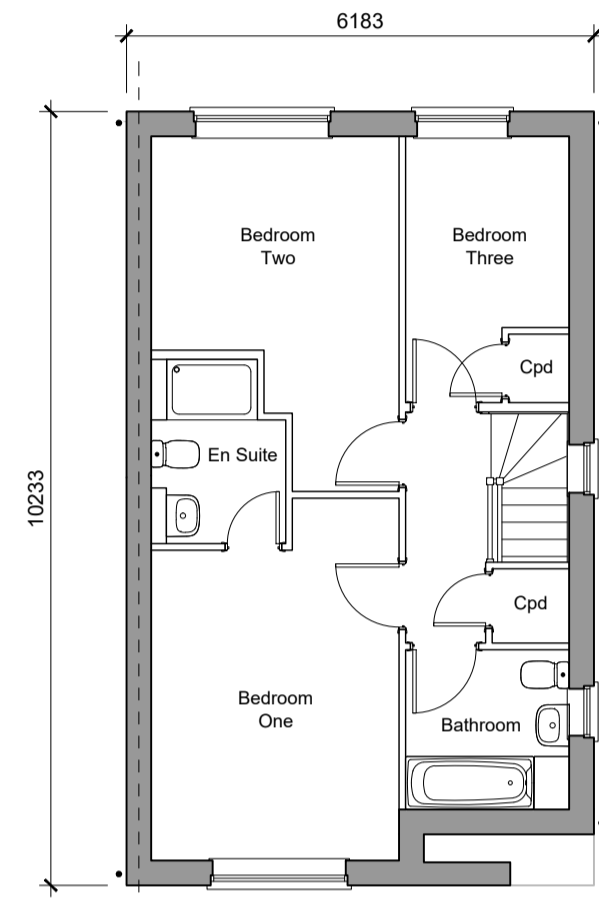 6183
10233
Bedroom
Two
Bedroom
Three
Cpd
En Suite
Cpd
Bedroom
One
Bathroom